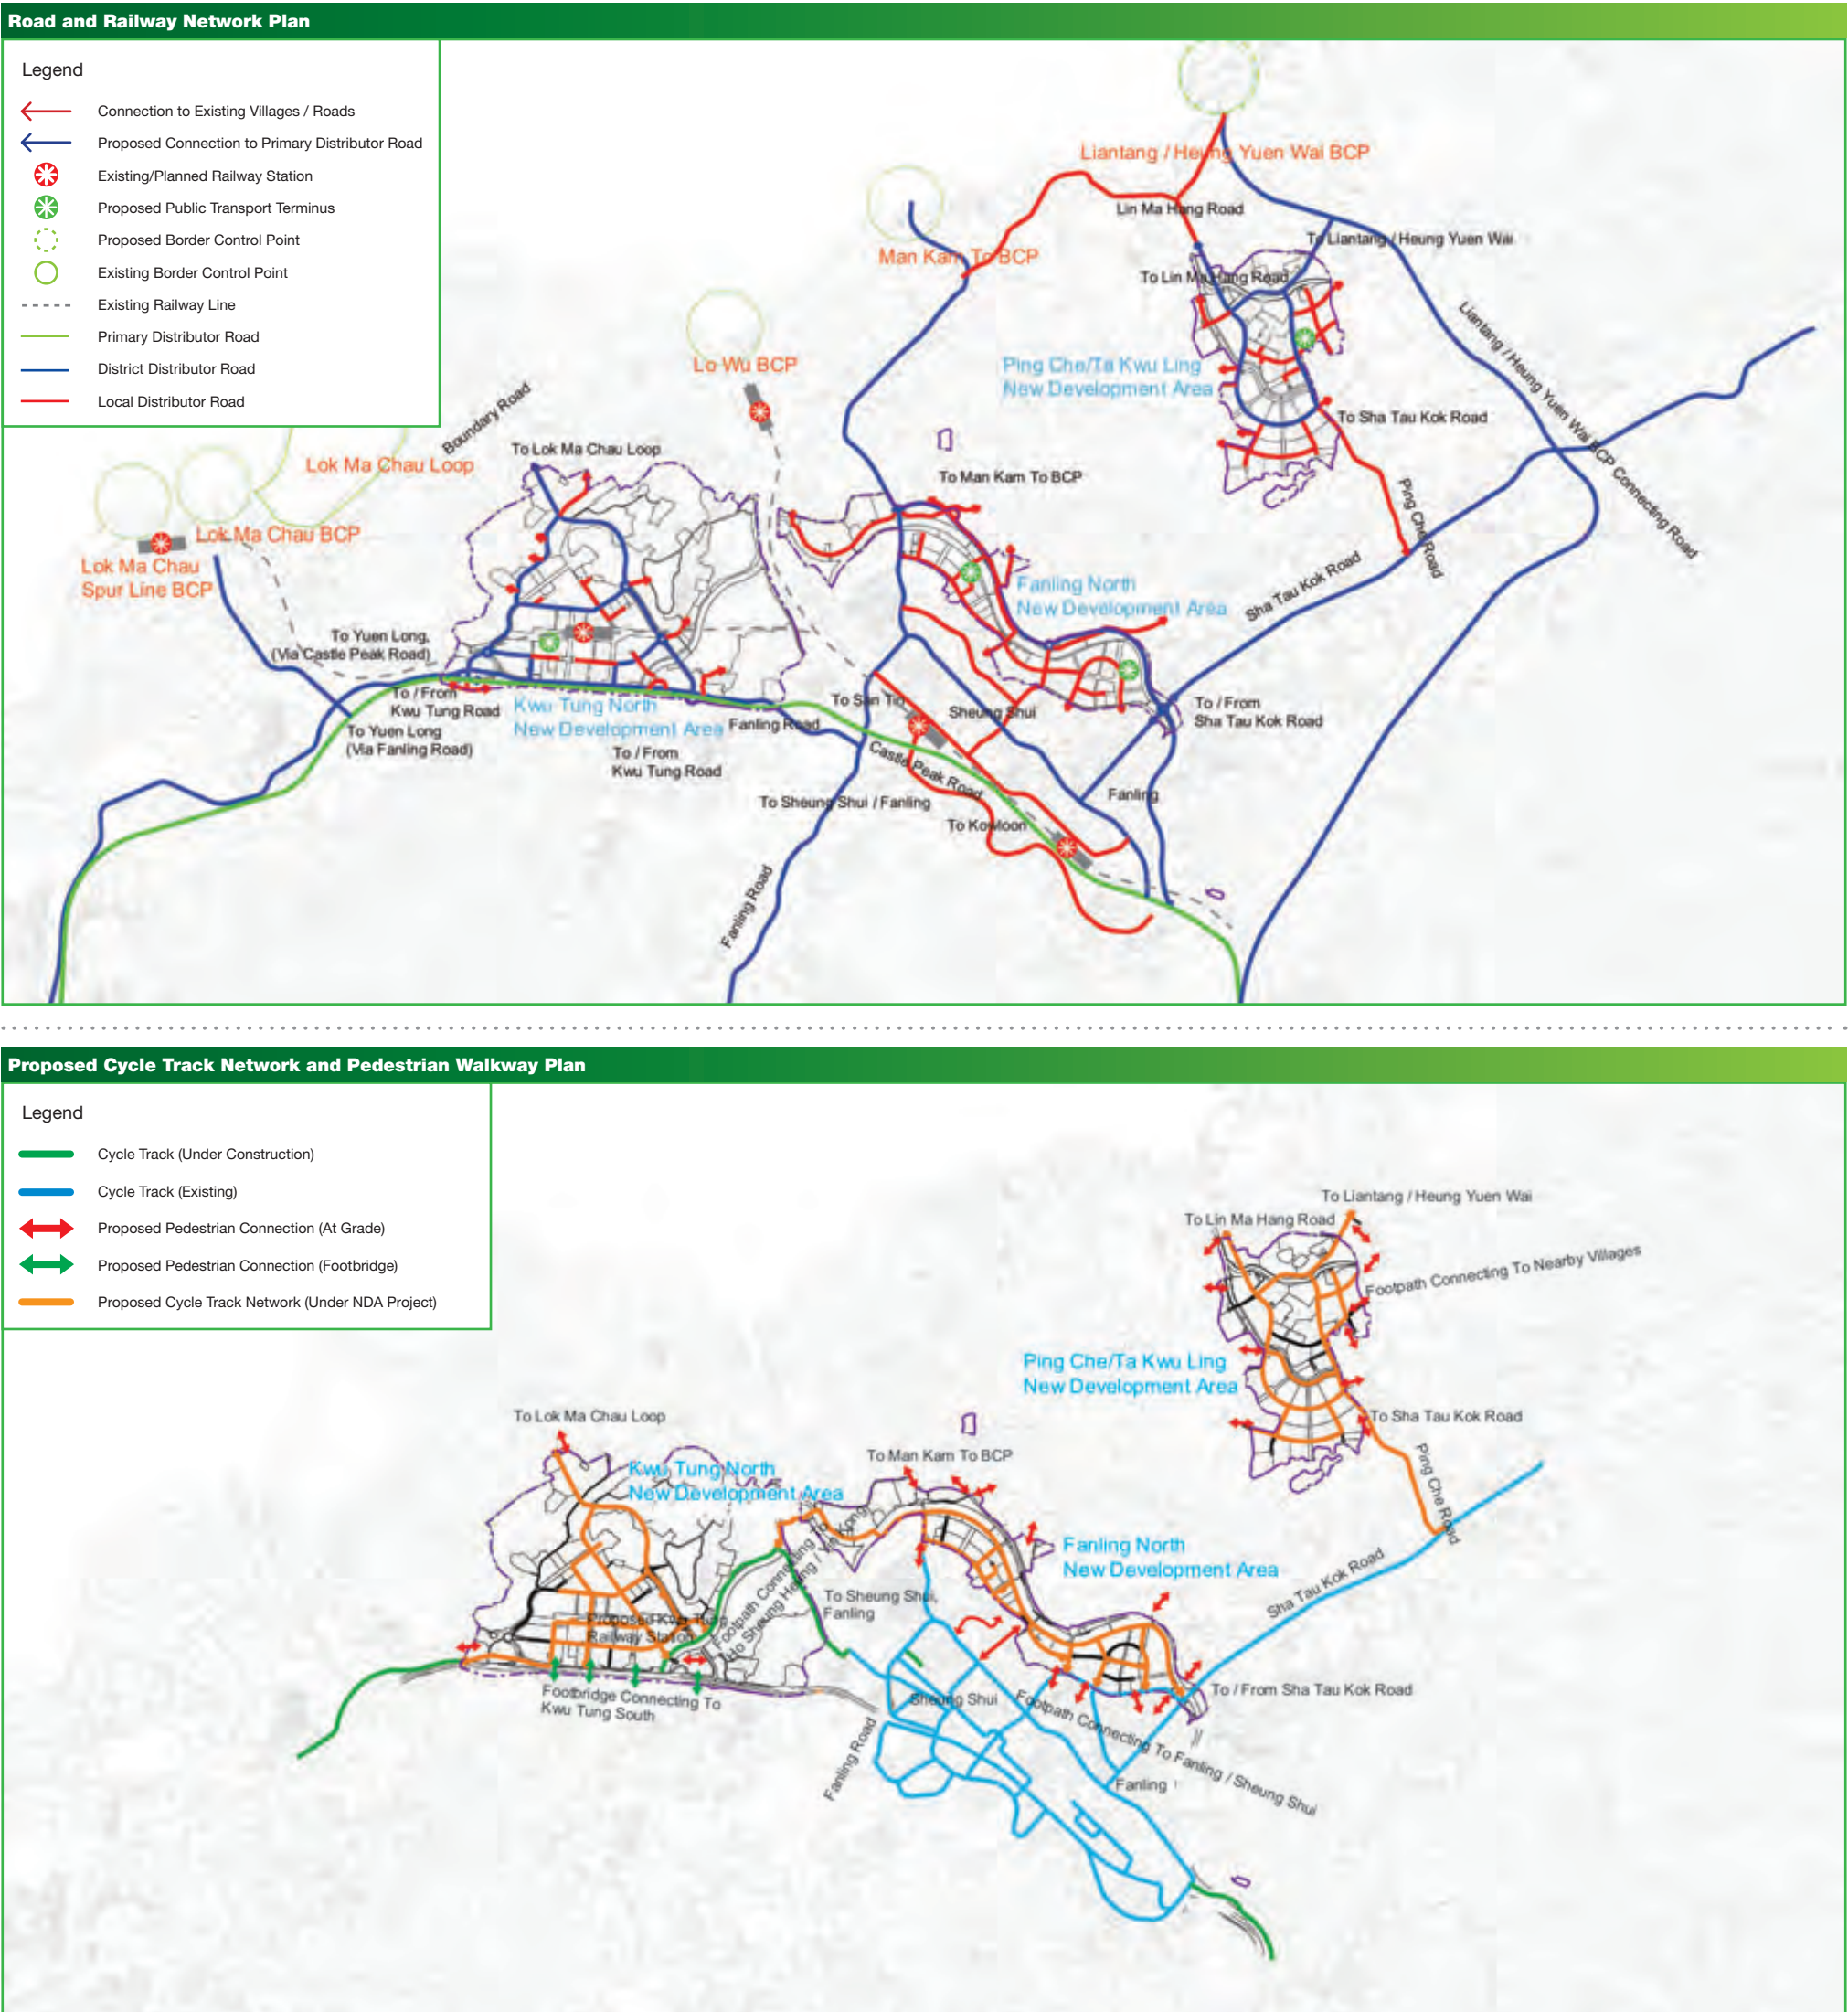 Road and Railway Network Plan
Legend
Connection to Existing Villages / Roads
Proposed Connection to Primary Distributor Road
Existing/Planned Railway Station
Proposed Public Transport Terminus
Proposed Border Control Point
Existing Border Control Point
Existing Railway Line
Primary Distributor Road
District Distributor Road
Local Distributor Road
Liantang / Heung Yuen Wai BCP
Lin Ma Hang Road
To Liantang / Heung Yuen Wai
Man Kam To BCP
To Lin Ma Hang Road
Liantang / Heung Yuen Wai BCP Connecting Road
Lo Wu BCP
Ping Che/Ta Kwu Ling
New Development Area
Boundary Road
To Sha Tau Kok Road
To Lok Ma Chau Loop
Lok Ma Chau Loop
To Man Kam To BCP
Ping Che Road
Lok Ma Chau BCP
Lok Ma Chau
Spur Line BCP
Fanling North
New Development Area
Sha Tau Kok Road
To Yuen Long,
(Via Castle Peak Road)
To / From
Kwu Tung Road
Kwu Tung North
New Development Area
Fanling Road
To San Tin
Sheung Shui
To / From
Sha Tau Kok Road
To Yuen Long
(Via Fanling Road)
To / From
Kwu Tung Road
Castle Peak Road
To Sheung Shui / Fanling
Fanling
To Kowloon
Fanling Road
Proposed Cycle Track Network and Pedestrian Walkway Plan
Legend
Cycle Track (Under Construction)
Cycle Track (Existing)
Proposed Pedestrian Connection (At Grade)
Proposed Pedestrian Connection (Footbridge)
Proposed Cycle Track Network (Under NDA Project)
To Liantang / Heung Yuen Wai
To Lin Ma Hang Road
Footpath Connecting To Nearby Villages
Ping Che/Ta Kwu Ling
New Development Area
To Lok Ma Chau Loop
To Sha Tau Kok Road
To Man Kam To BCP
Kwu Tung North
New Development Area
Ping Che Road
Fanling North
New Development Area
Sha Tau Kok Road
Footpath Connecting To
Ho Sheung Heung / Yin Kong
To Sheung Shui,
Fanling
Proposed Kwu Tung
Railway Station
Footbridge Connecting To
Kwu Tung South
Sheung Shui
To / From Sha Tau Kok Road
Footpath Connecting To Fanling / Sheung Shui
Fanling Road
Fanling